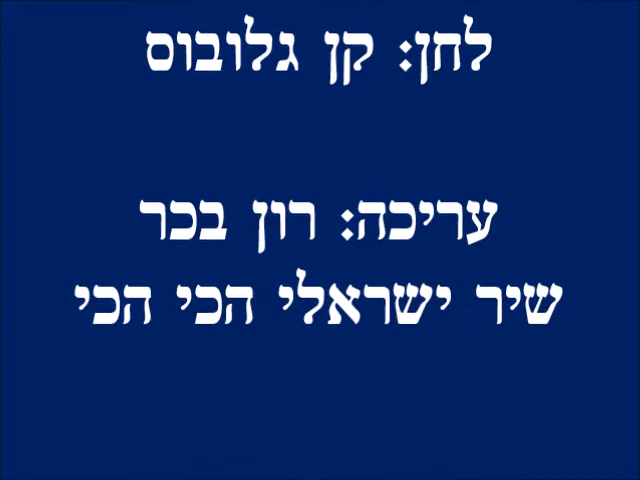 לחן: קן גלובוס
עריכה: רון בכר
שיר ישראלי הכי הכי